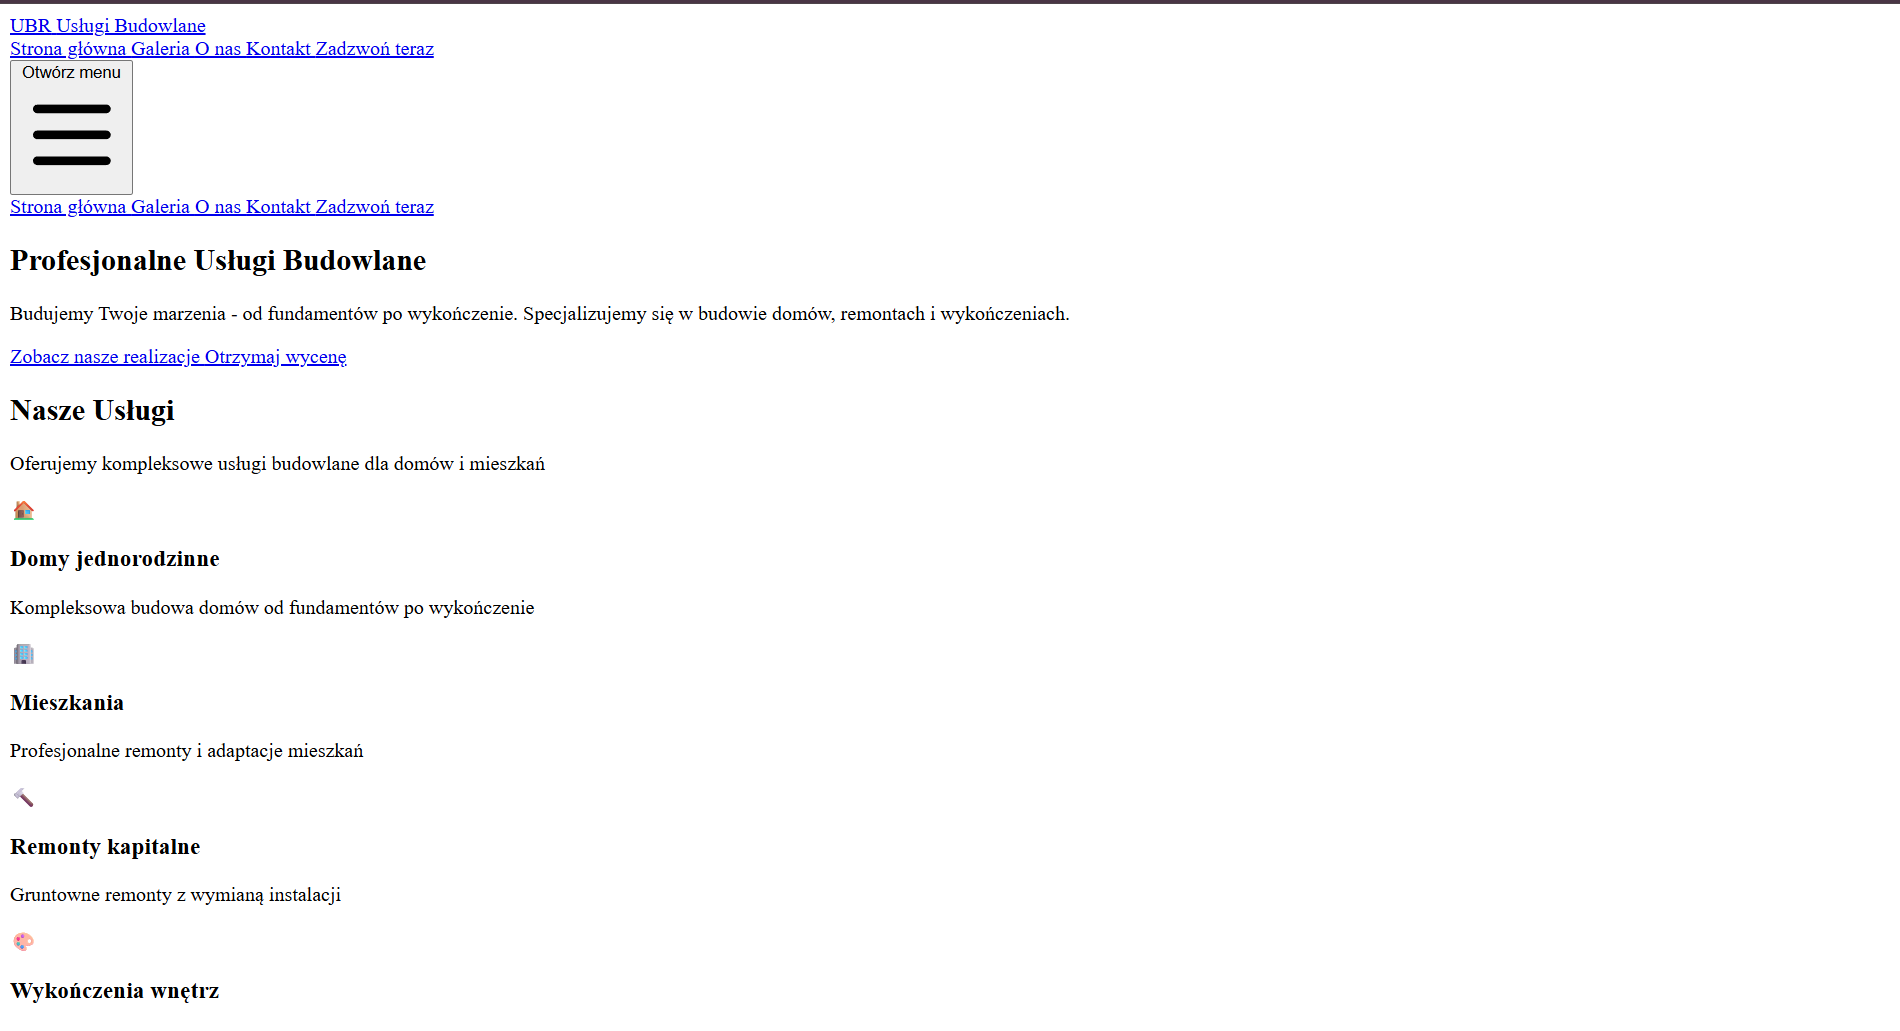 UBR Usługi Budowlane
Strona główna Galeria O nas Kontakt Zadzwoń teraz
Otwórz menu
Strona główna Galeria O nas Kontakt Zadzwoń teraz
Profesjonalne Usługi Budowlane
Budujemy Twoje marzenia - od fundamentów po wykończenie. Specjalizujemy się w budowie domów, remontach i wykończeniach.
Zobacz nasze realizacje Otrzymaj wycenę
Nasze Usługi
Oferujemy kompleksowe usługi budowlane dla domów i mieszkań
Domy jednorodzinne
Kompleksowa budowa domów od fundamentów po wykończenie
Mieszkania
Profesjonalne remonty i adaptacje mieszkań
Remonty kapitalne
Gruntowne remonty z wymianą instalacji
Wykończenia wnętrz